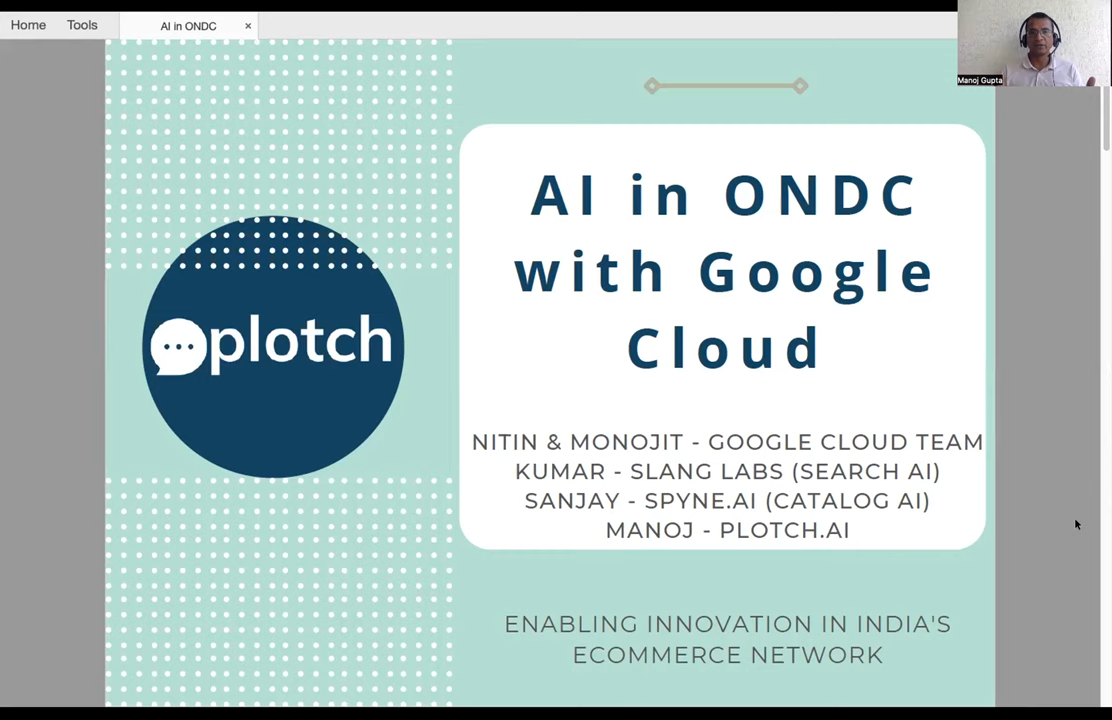 Home
Tools
AI in ONDC
×
Manoj Gupta
plotch
AI in ONDC
with Google
Cloud
NITIN & MONOJIT - GOOGLE CLOUD TEAM
KUMAR - SLANG LABS (SEARCH AI)
SANJAY - SPYNE.AI (CATALOG AI)
MANOJ - PLOTCH.AI
ENABLING INNOVATION IN INDIA'S
ECOMMERCE NETWORK